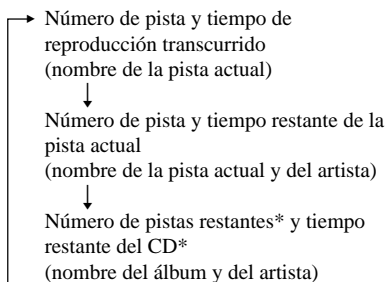 Número de pista y tiempo de
reproducción transcurrido
(nombre de la pista actual)
Número de pista y tiempo restante de la
pista actual
(nombre de la pista actual y del artista)
Número de pistas restantes* y tiempo
restante del CD*
(nombre del álbum y del artista)